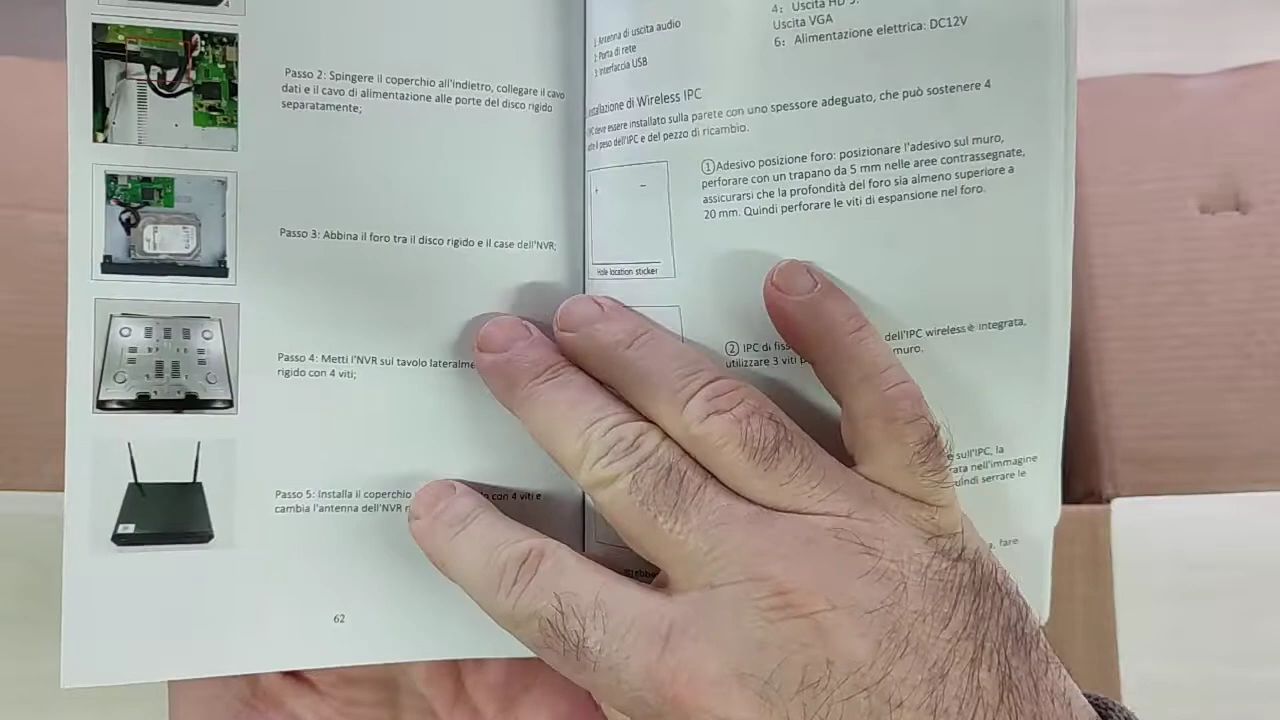 4
Passo 2: Spingere il coperchio all'indietro, collegare il cavo
dati e il cavo di alimentazione alle porte del disco rigido
separatamente;
Passo 3: Abbina il foro tra il disco rigido e il case dell'NVR;
Passo 4: Metti l'NVR sul tavolo
rigido con 4 viti;
Passo 5: Installa il coperchio
con 4 viti e
cambia l'antenna dell'NVR
62
4: Uscita HD
Uscita VGA
6: Alimentazione elettrica: DC12V
1: Antenna di uscita audio
2: Porta di rete
3: Interfaccia USB
di Wireless IPC
deve essere installato sulla parete con uno spessore adeguato, che può sostenere 4
il peso dell'IPC e del pezzo di ricambio.
①Adesivo posizione foro: posizionare l'adesivo sul muro,
perforare con un trapano da 5 mm nelle aree contrassegnate,
assicurarsi che la profondità del foro sia almeno superiore a
20 mm. Quindi perforare le viti di espansione nel foro.
Hole location sticker
② IPC di
dell'IPC wireless è integrata,
utilizzare 3 viti
muro.
sull'IPC, la
nell'immagine
serrare le
fare